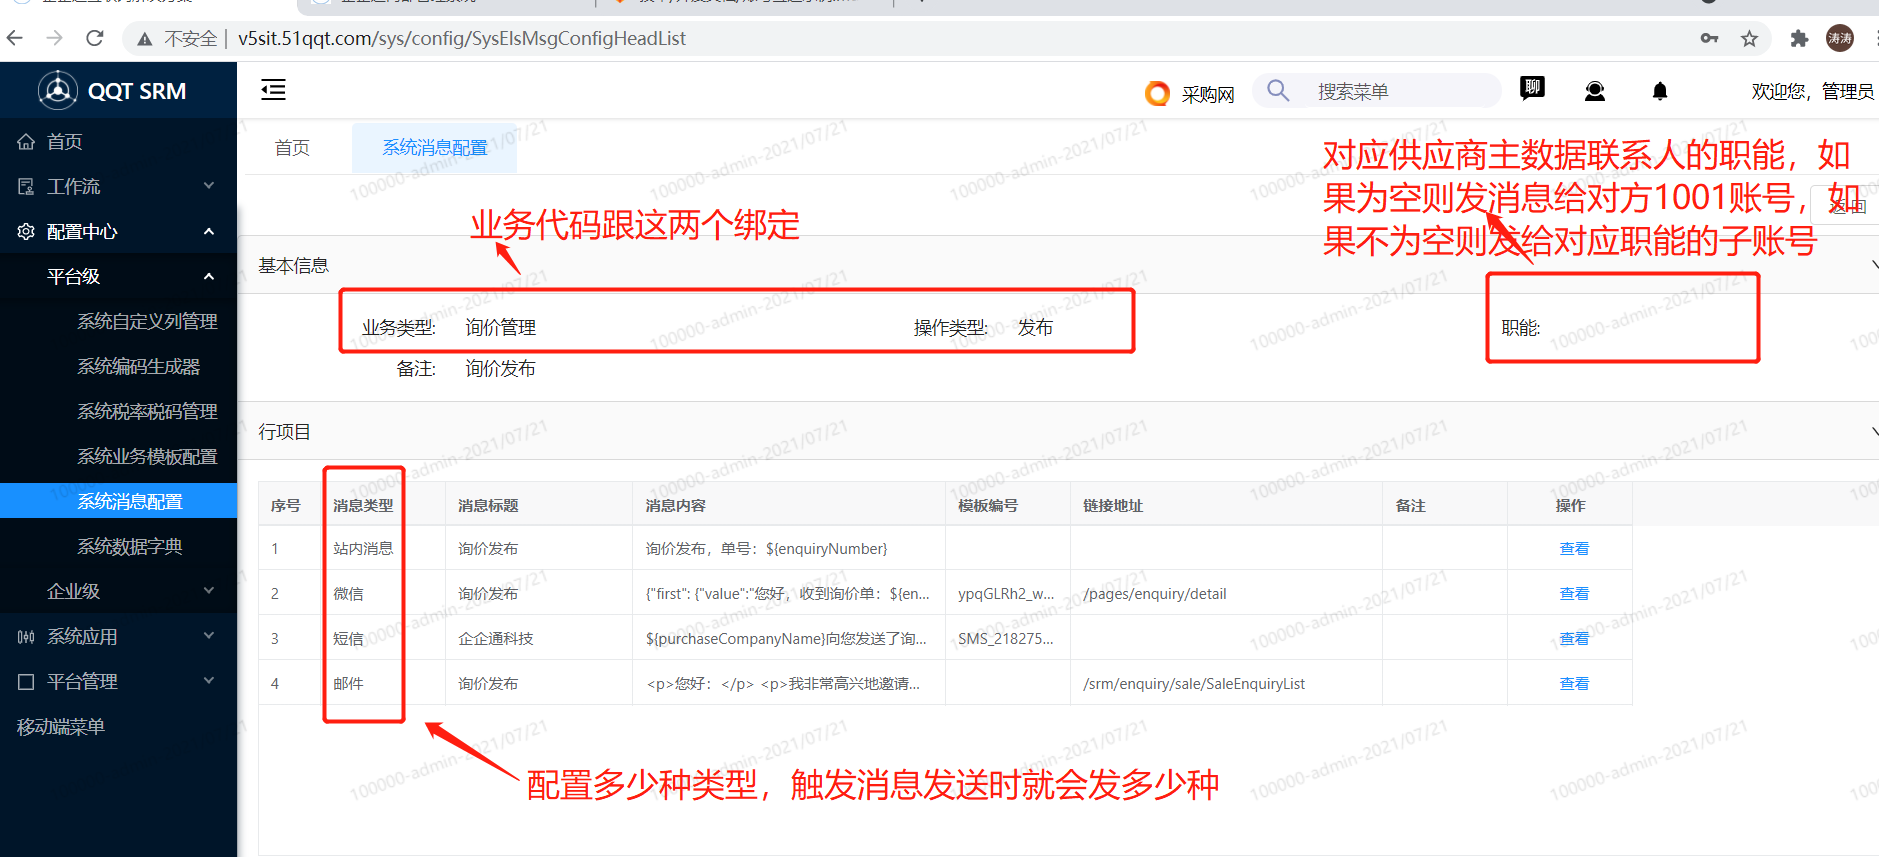 不安全 | v5sit.51qqt.com/sys/config/SysElsMsgConfigHeadList
涛涛
QQT SRM
采购网
搜索菜单
聊
欢迎您，管理员
首页
工作流
配置中心
平台级
系统自定义列管理
系统编码生成器
系统税率税码管理
系统业务模板配置
系统消息配置
系统数据字典
企业级
系统应用
平台管理
移动端菜单
首页
系统消息配置
返回
对应供应商主数据联系人的职能，如
果为空则发消息给对方1001账号，如
果不为空则发给对应职能的子账号
业务代码跟这两个绑定
基本信息
业务类型: 询价管理 操作类型: 发布 职能:
备注: 询价发布
行项目
序号 消息类型 消息标题 消息内容 模板编号 链接地址 备注 操作
1 站内消息 询价发布 询价发布，单号：${enquiryNumber} 查看
2 微信 询价发布 {"first": {"value":"您好，收到询价单：${en... ypqGLRh2_w... /pages/enquiry/detail 查看
3 短信 企企通科技 ${purchaseCompanyName}向您发送了询... SMS_218275... 查看
4 邮件 询价发布 <p>您好：</p> <p>我非常高兴地邀请... /srm/enquiry/sale/SaleEnquiryList 查看
配置多少种类型，触发消息发送时就会发多少种
100000-admin-2021/07/21